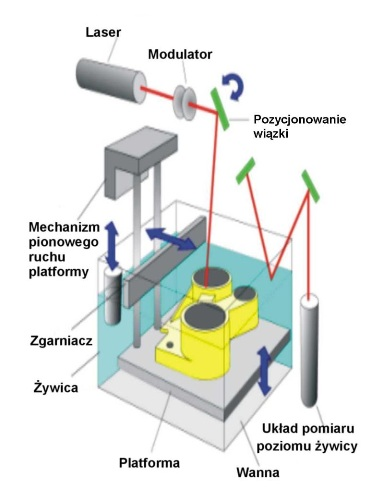 Laser
Modulator
Pozycjonowanie
wiązki
Mechanizm
pionowego
ruchu
platformy
Zgarniacz
Żywica
Układ pomiaru
poziomu żywicy
Platforma
Wanna